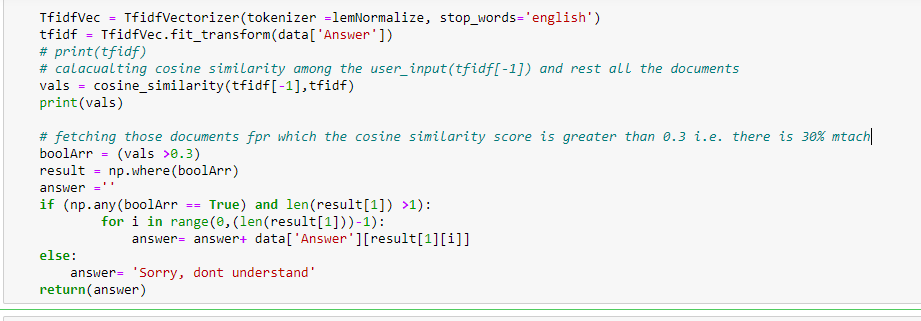 TfidfVec = TfidfVectorizer(tokenizer =lemNormalize, stop_words='english')
tfidf = TfidfVec.fit_transform(data['Answer'])
# print(tfidf)
# calacualting cosine similarity among the user_input(tfidf[-1]) and rest all the documents
vals = cosine_similarity(tfidf[-1],tfidf)
print(vals)
# fetching those documents fpr which the cosine similarity score is greater than 0.3 i.e. there is 30% mtach
boolArr = (vals >0.3)
result = np.where(boolArr)
answer =''
if (np.any(boolArr == True) and len(result[1]) >1):
for i in range(0,(len(result[1]))-1):
answer= answer+ data['Answer'][result[1][i]]
else:
answer= 'Sorry, dont understand'
return(answer)